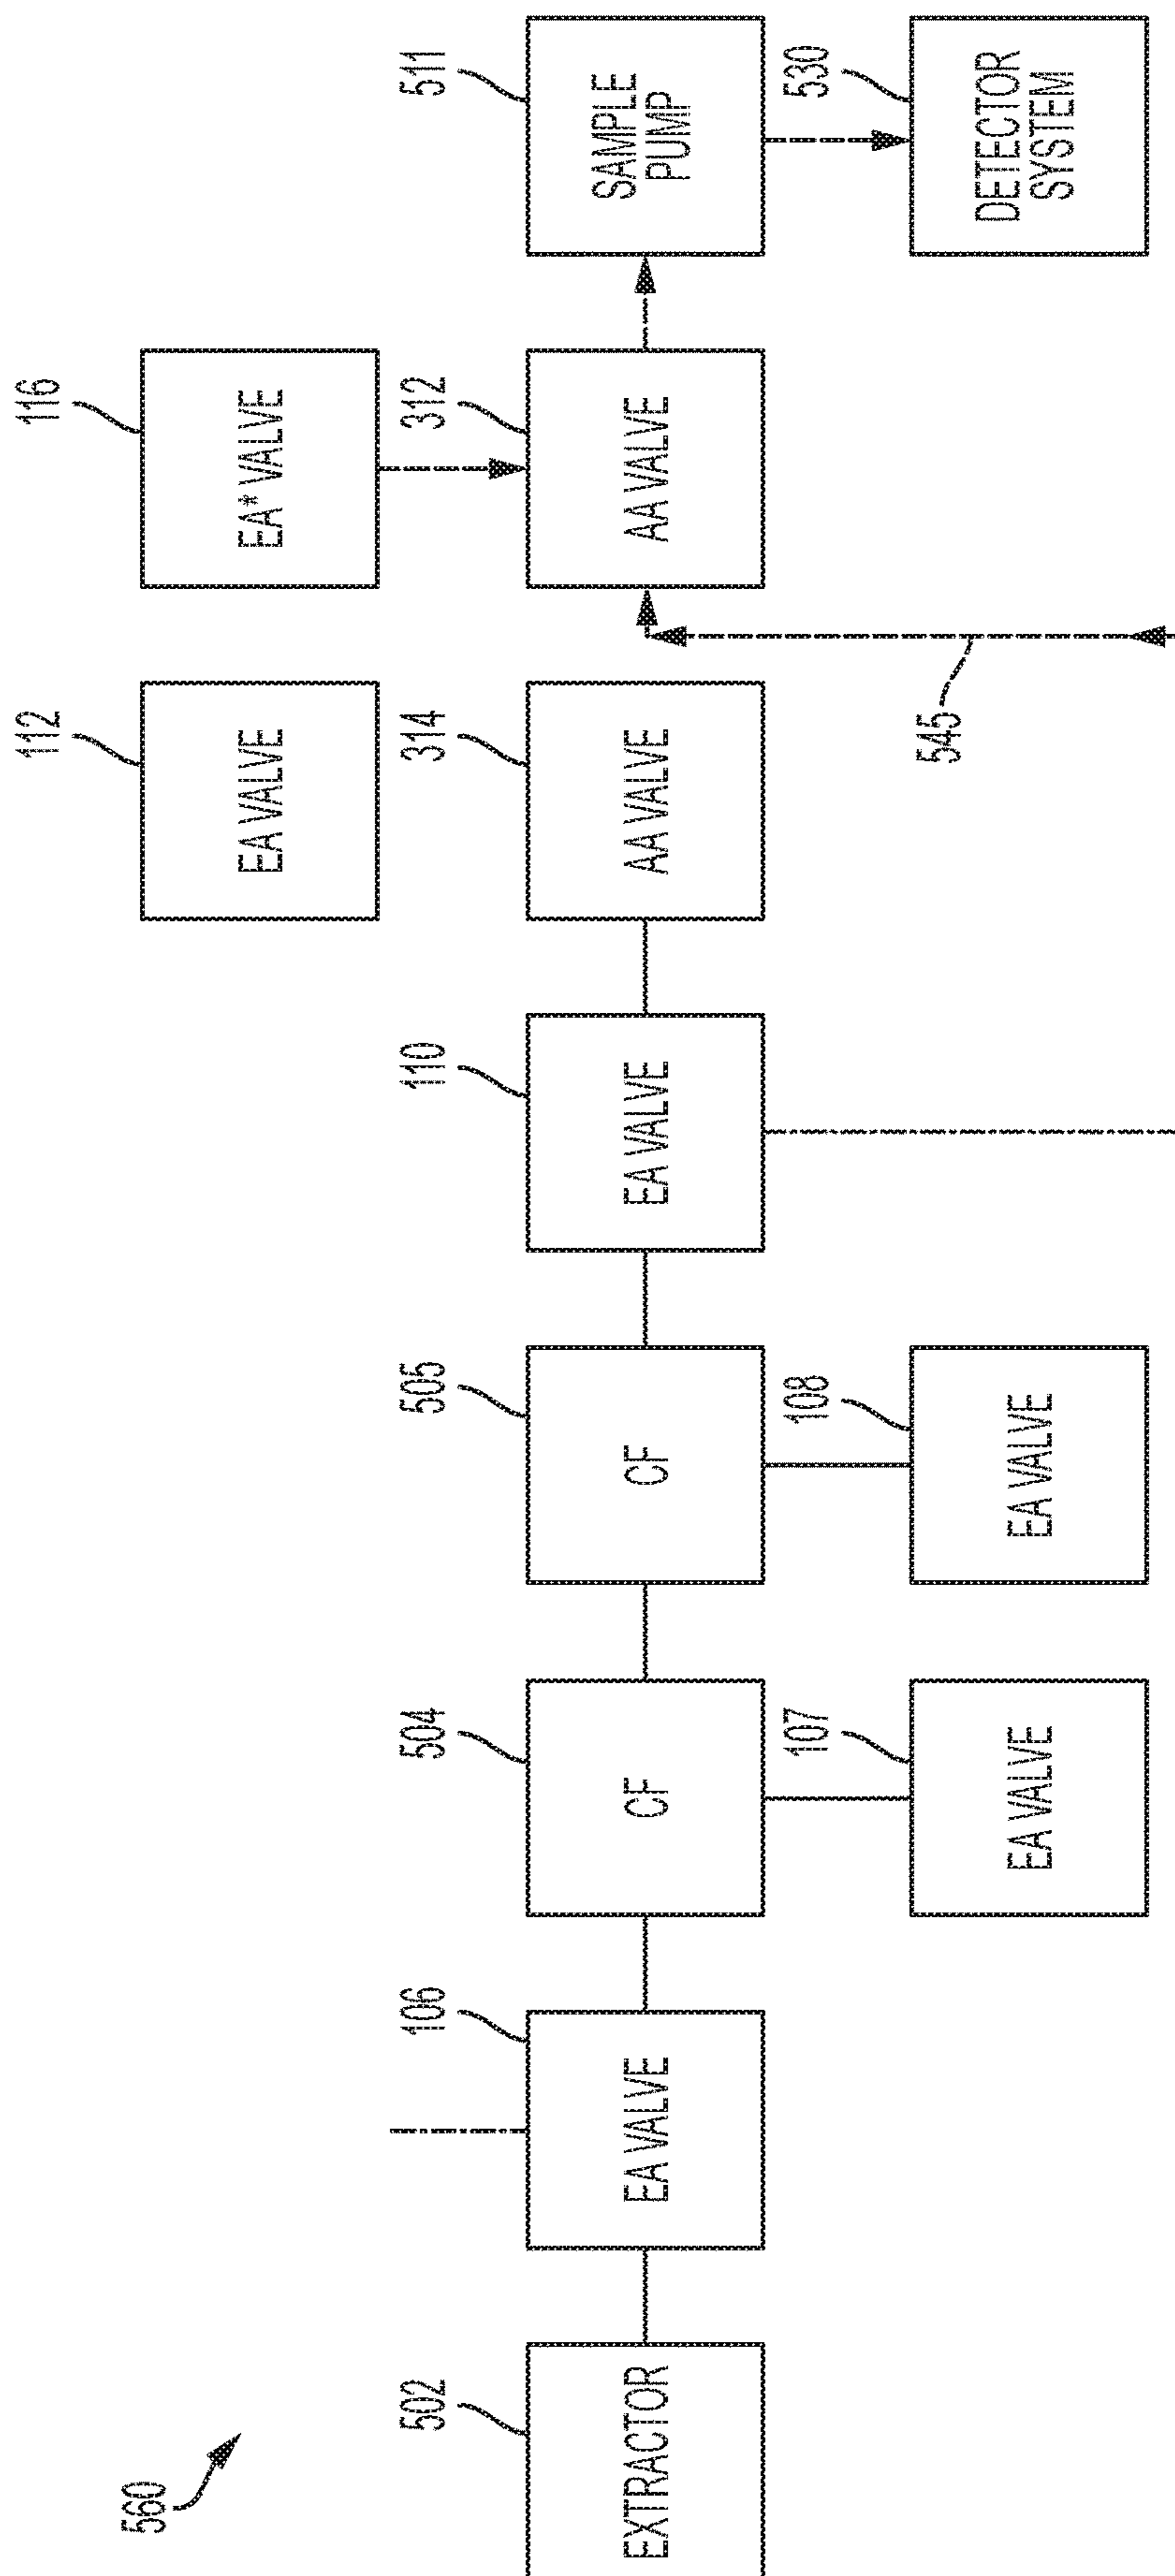 560
502
EXTRACTOR
106
EA VALVE
504
CF
107
EA VALVE
505
CF
108
EA VALVE
110
EA VALVE
112
EA VALVE
314
AA VALVE
545
116
EA* VALVE
312
AA VALVE
511
SAMPLE
PUMP
530
DETECTOR
SYSTEM